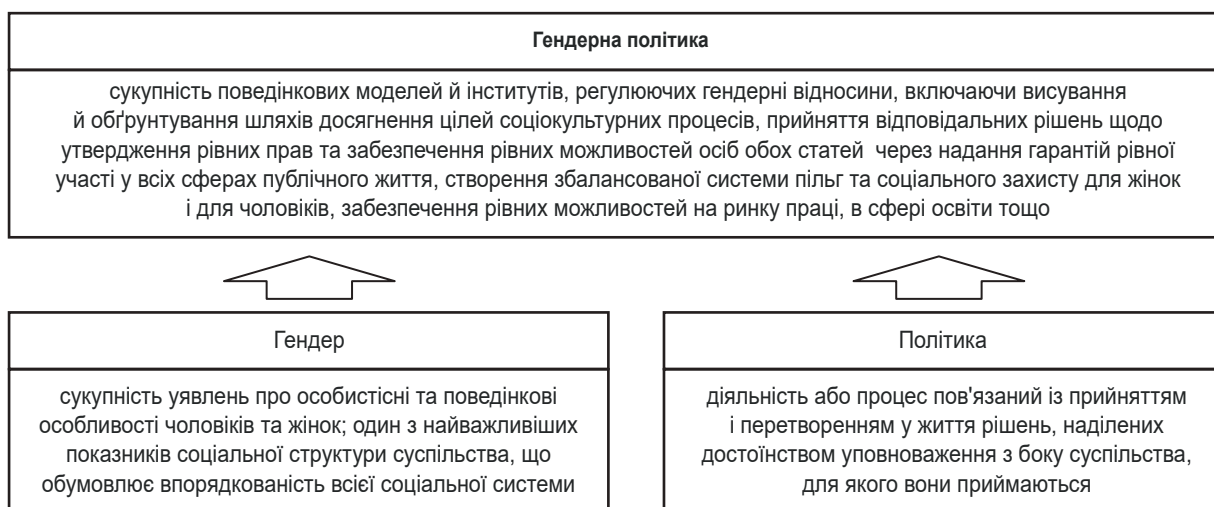 Гендерна політика
сукупність поведінкових моделей й інститутів, регулюючих гендерні відносини, включаючи висування
й обґрунтування шляхів досягнення цілей соціокультурних процесів, прийняття відповідальних рішень щодо
утвердження рівних прав та забезпечення рівних можливостей осіб обох статей через надання гарантій рівної
участі у всіх сферах публічного життя, створення збалансованої системи пільг та соціального захисту для жінок
і для чоловіків, забезпечення рівних можливостей на ринку праці, в сфері освіти тощо
Гендер
сукупність уявлень про особистісні та поведінкові
особливості чоловіків та жінок; один з найважливіших
показників соціальної структури суспільства, що
обумовлює впорядкованість всієї соціальної системи
Політика
діяльність або процес пов'язаний із прийняттям
і перетворенням у життя рішень, наділених
достоїнством уповноваження з боку суспільства,
для якого вони приймаються